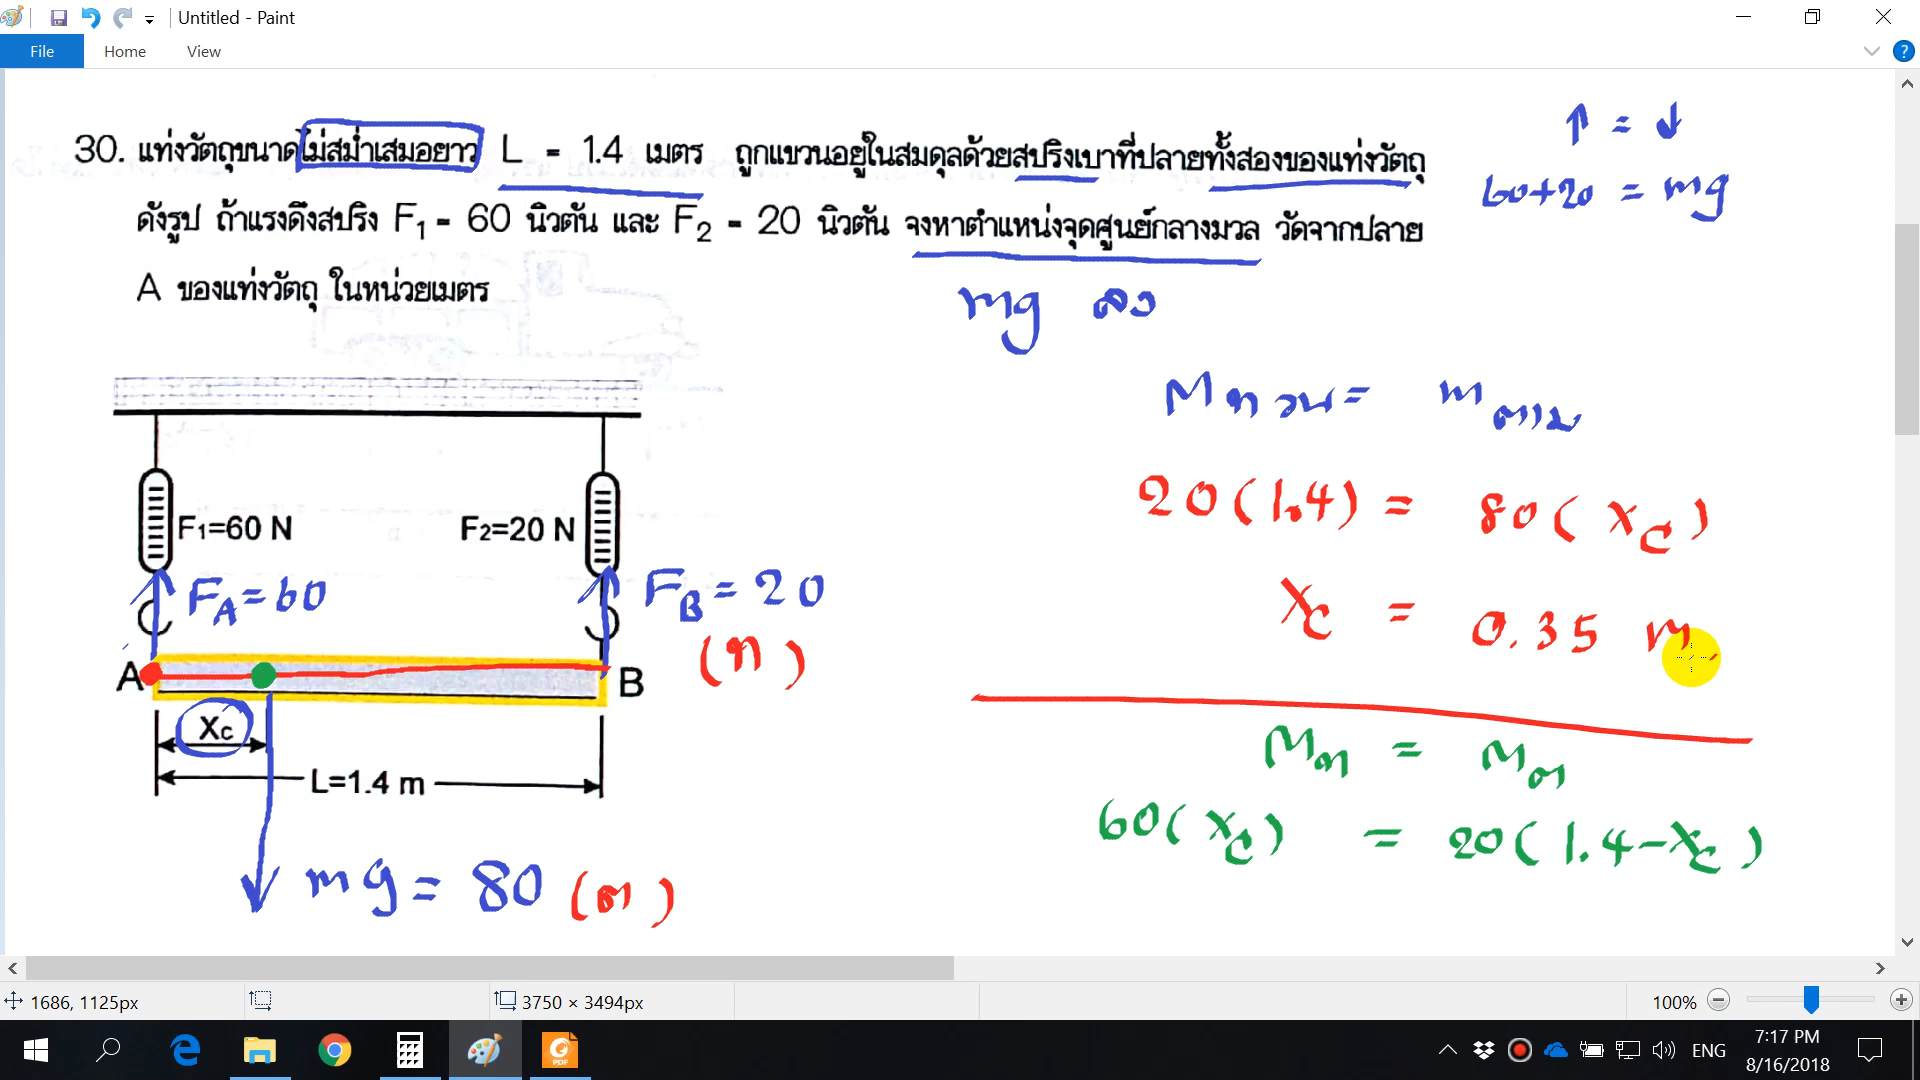 Untitled - Paint
File
Home
View
30. แท่งวัตถุขนาดไม่สม่ำเสมอยาว L = 1.4 เมตร ถูกแขวนอยู่ในสมดุลด้วยสปริงเบาที่ปลายทั้งสองของแท่งวัตถุ
ดังรูป ถ้าแรงดึงสปริง F1 = 60 นิวตัน และ F2 = 20 นิวตัน จงหาตำแหน่งจุดศูนย์กลางมวล วัดจากปลาย
A ของแท่งวัตถุ ในหน่วยเมตร
↑ = ↓
60+20 = mg
mg ลง
Mทวน = mตาม
20(1.4) = 80(xc)
xc = 0.35 m
F1=60 N
F2=20 N
FA=60
FB=20
(ท)
A
B
Xc
L=1.4 m
mg = 80 (ต)
Mท = Mต
60(xc) = 20(1.4-xc)
1686, 1125px
3750 × 3494px
100%
ENG
7:17 PM
8/16/2018
PDF